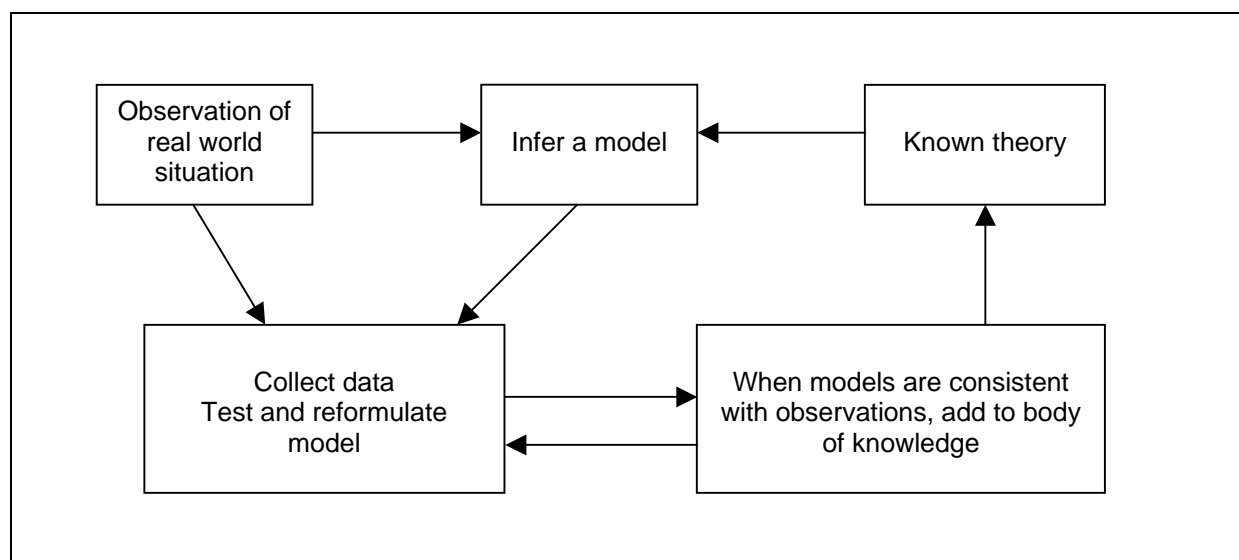 Observation of
real world
situation
Infer a model
Known theory
Collect data
Test and reformulate
model
When models are consistent
with observations, add to body
of knowledge